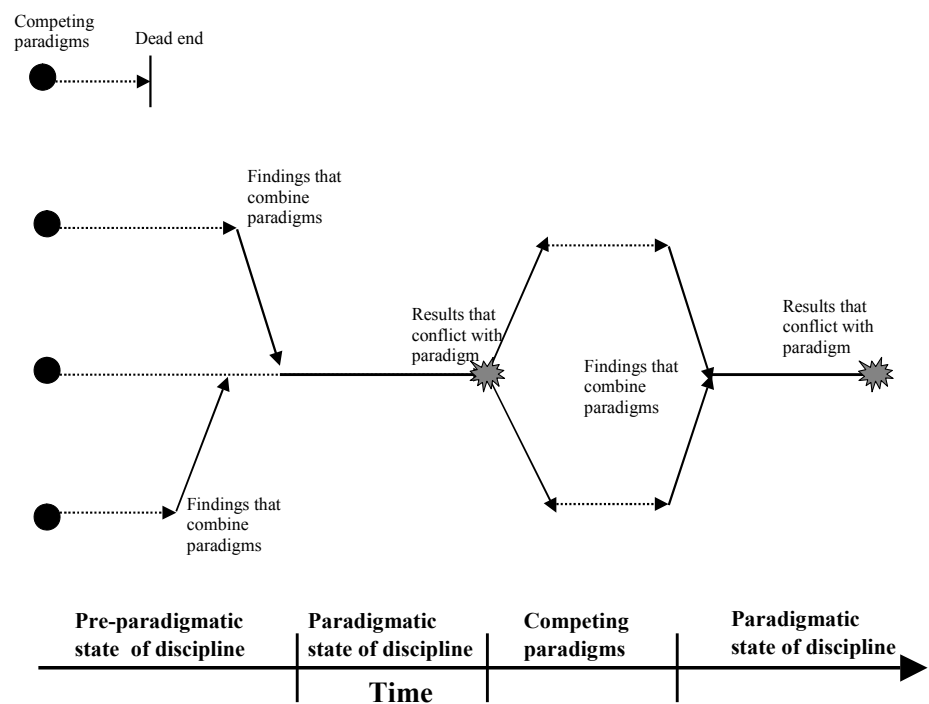 Competing
paradigms
Dead end
Findings that
combine
paradigms
Results that
conflict with
paradigm
Results that
conflict with
paradigm
Findings that
combine
paradigms
Findings that
combine
paradigms
Pre-paradigmatic
state of discipline
Paradigmatic
state of discipline
Competing
paradigms
Paradigmatic
state of discipline
Time